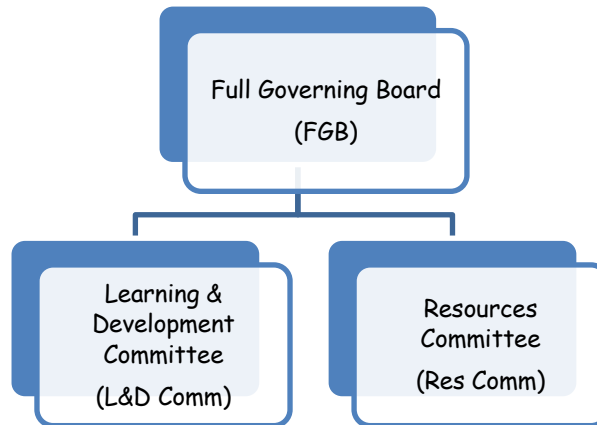 Full Governing Board
(FGB)
Learning &
Development
Committee
(L&D Comm)
Resources
Committee
(Res Comm)